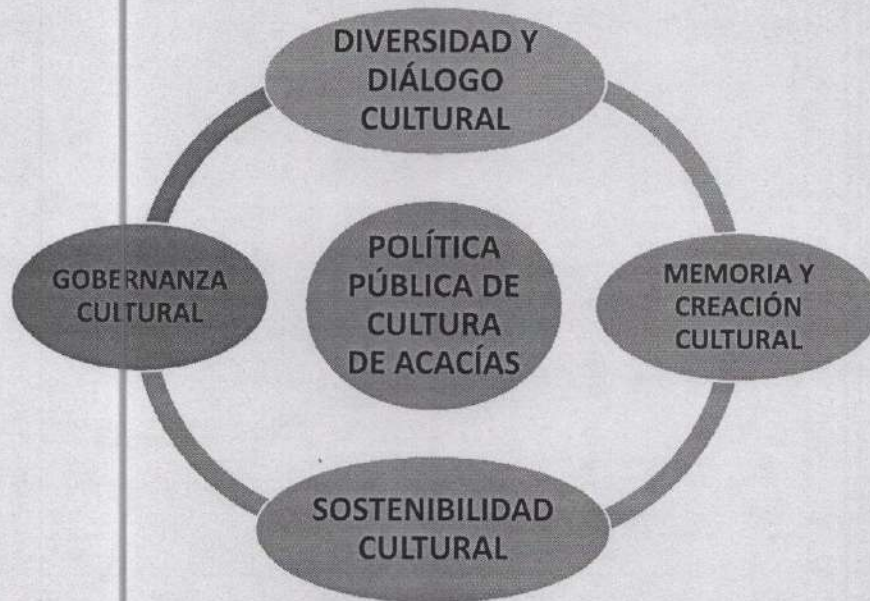 DIVERSIDAD Y
DIÁLOGO
CULTURAL
GOBERNANZA
CULTURAL
POLÍTICA
PÚBLICA DE
CULTURA
DE ACACÍAS
MEMORIA Y
CREACIÓN
CULTURAL
SOSTENIBILIDAD
CULTURAL